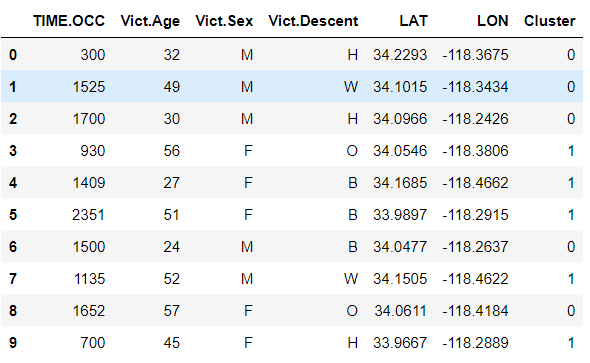 TIME.OCC Vict.Age Vict.Sex Vict.Descent LAT LON Cluster
0 300 32 M H 34.2293 -118.3675 0
1 1525 49 M W 34.1015 -118.3434 0
2 1700 30 M H 34.0966 -118.2426 0
3 930 56 F O 34.0546 -118.3806 1
4 1409 27 F B 34.1685 -118.4662 1
5 2351 51 F B 33.9897 -118.2915 1
6 1500 24 M B 34.0477 -118.2637 0
7 1135 52 M W 34.1505 -118.4622 1
8 1652 57 F O 34.0611 -118.4184 0
9 700 45 F H 33.9667 -118.2889 1